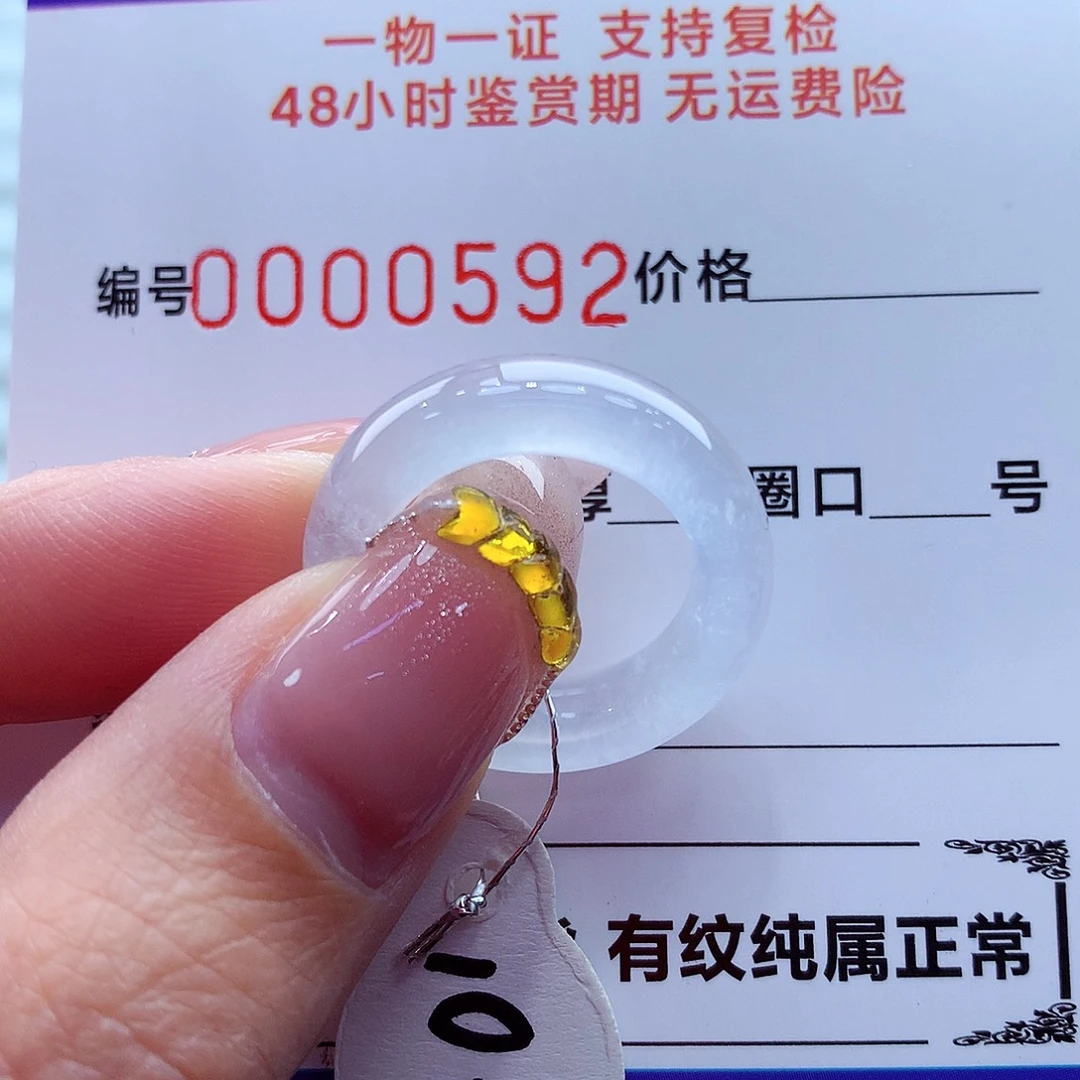 一物一证 支持复检
48小时鉴赏期 无运费险
编号0000592价格
厚 圈口 号
有纹纯属正常
10